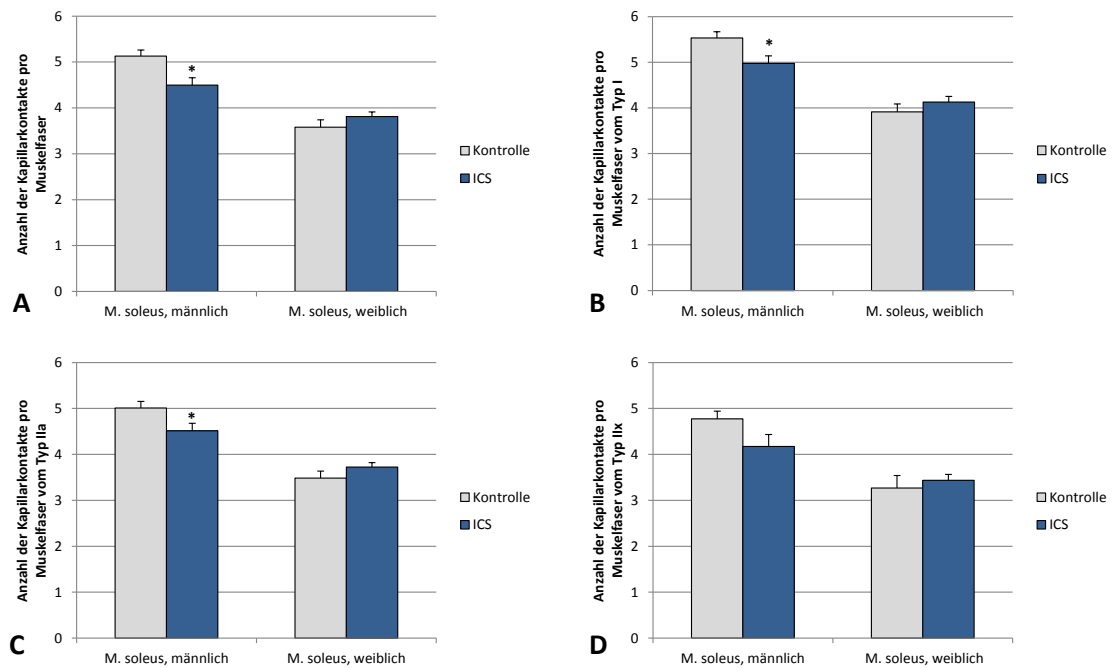 6
5
4
3
2
1
0
Anzahl der Kapillarkontakte pro
Muskelfaser
*
Kontrolle
ICS
M. soleus, männlich
M. soleus, weiblich
A
6
5
4
3
2
1
0
Anzahl der Kapillarkontakte pro
Muskelfaser vom Typ I
*
Kontrolle
ICS
M. soleus, männlich
M. soleus, weiblich
B
6
5
4
3
2
1
0
Anzahl der Kapillarkontakte pro
Muskelfaser vom Typ IIa
*
Kontrolle
ICS
M. soleus, männlich
M. soleus, weiblich
C
6
5
4
3
2
1
0
Anzahl der Kapillarkontakte pro
Muskelfaser vom Typ IIx
Kontrolle
ICS
M. soleus, männlich
M. soleus, weiblich
D